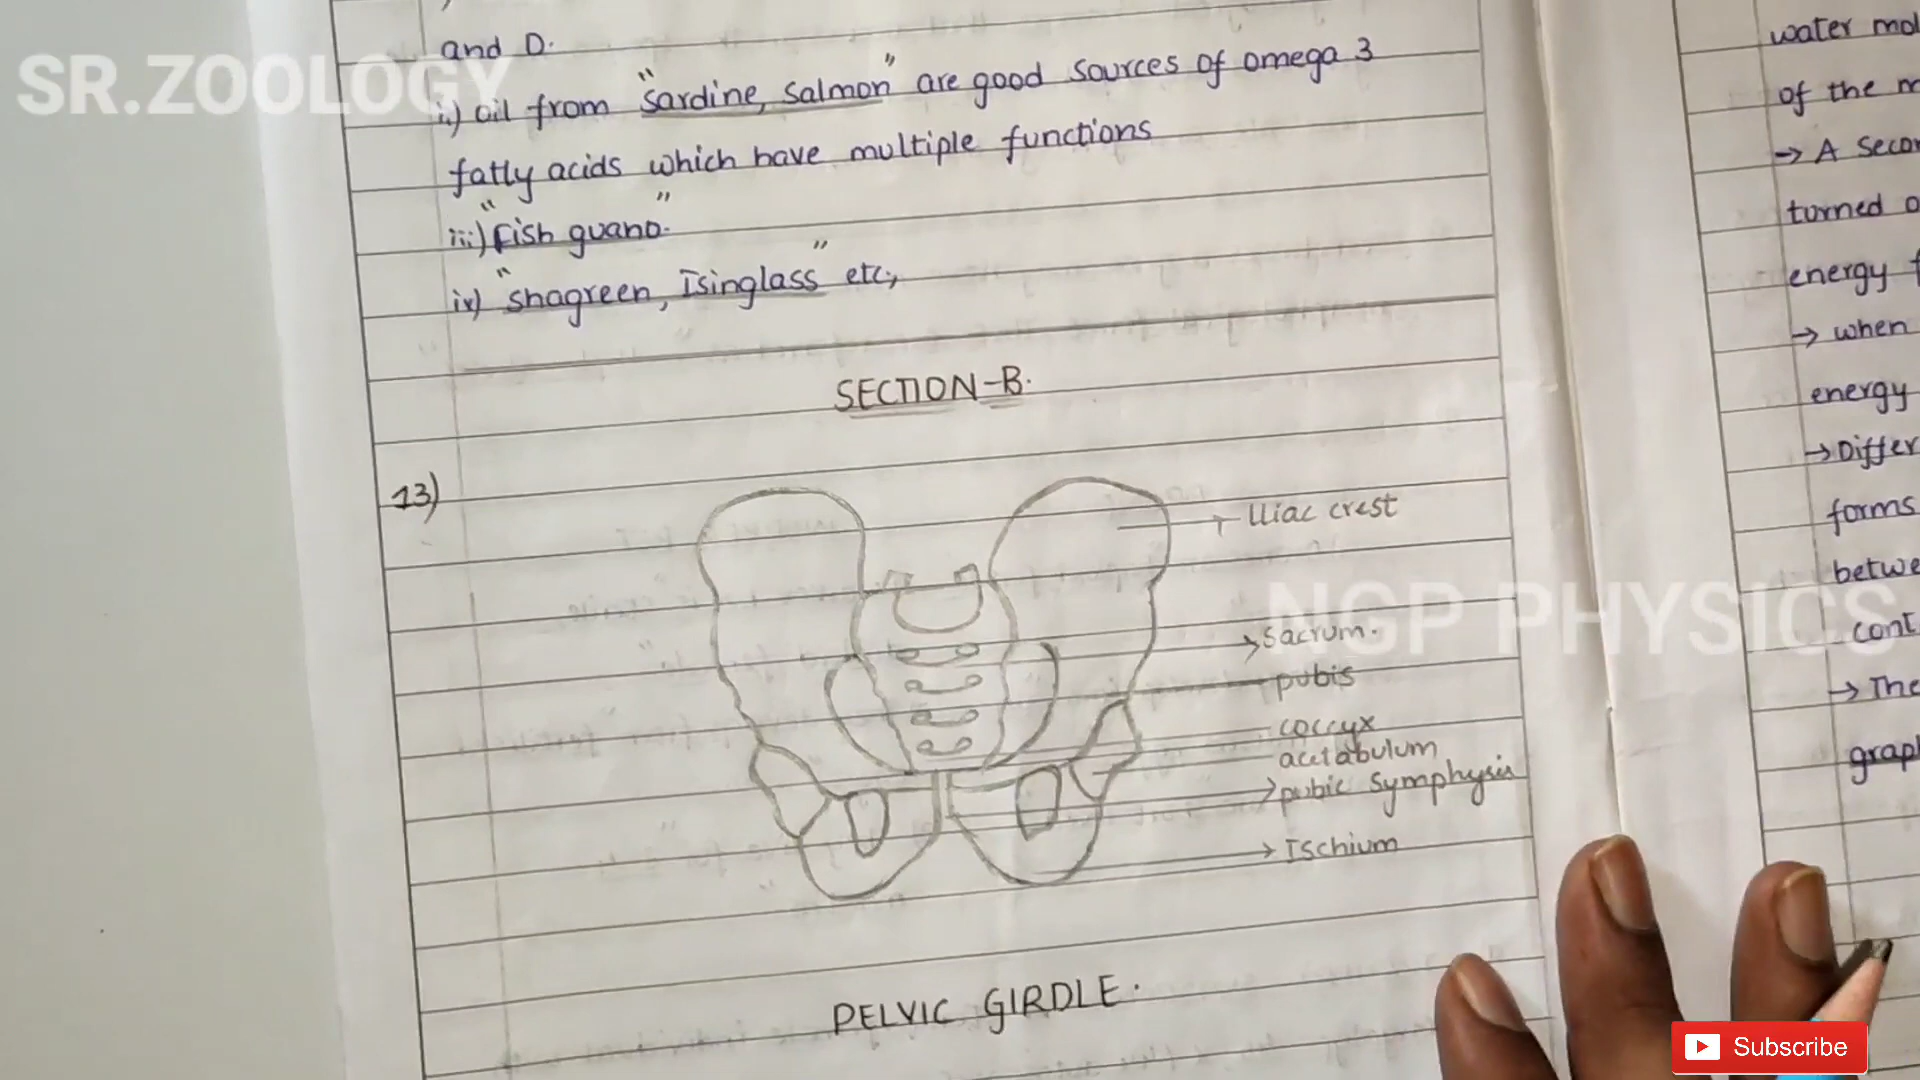 and D.
SR.ZOOLOGY
ii) oil from "sardine, salmon" are good sources of omega 3
fatty acids which have multiple functions
iii) "Fish guano."
iv) "shagreen, Isinglass" etc.,
SECTION-B.
13)
Iliac crest
Sacrum.
pubis
coccyx
acetabulum
pubic Symphysis
Ischium
PELVIC GIRDLE.
NGP PHYSICS
water mol
of the m
→ A Secon
turned o
energy f
→ when
energy
→ Differ
forms
betwe
cont
→ The
grap
Subscribe